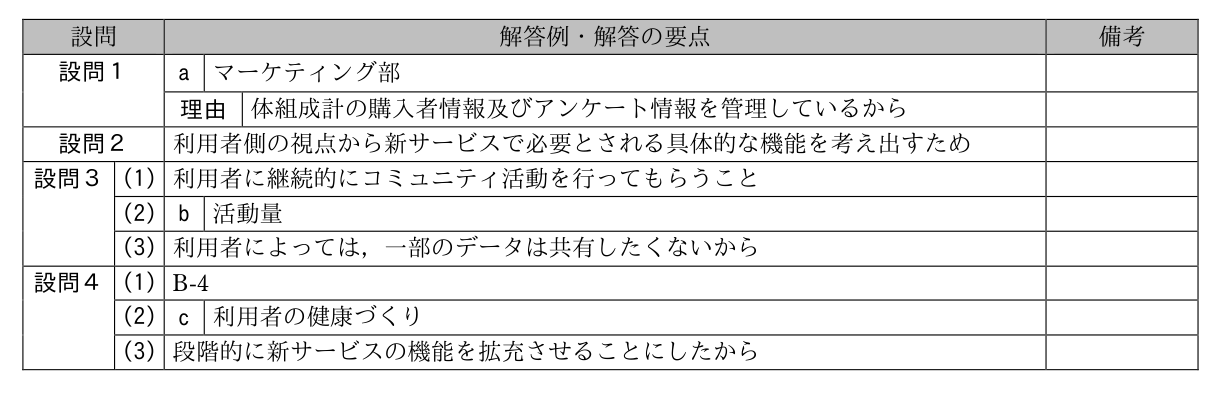 設問 解答例・解答の要点 備考
設問1 a マーケティング部
理由 体組成計の購入者情報及びアンケート情報を管理しているから
設問2 利用者側の視点から新サービスで必要とされる具体的な機能を考え出すため
設問3 (1) 利用者に継続的にコミュニティ活動を行ってもらうこと
(2) b 活動量
(3) 利用者によっては，一部のデータは共有したくないから
設問4 (1) B-4
(2) c 利用者の健康づくり
(3) 段階的に新サービスの機能を拡充させることにしたから